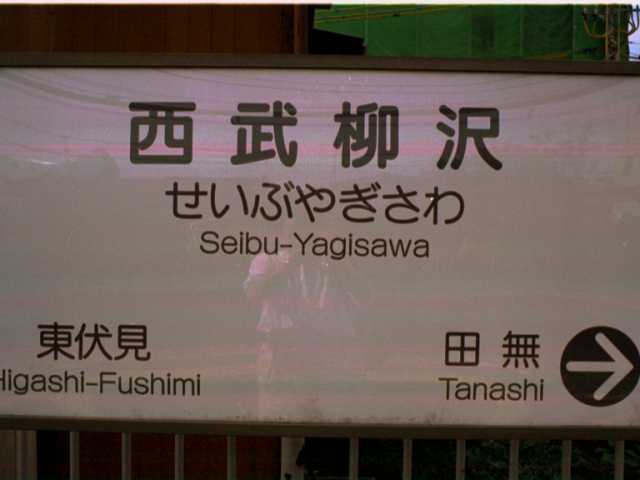 西武柳沢
せいぶやぎさわ
Seibu-Yagisawa
東伏見
Higashi-Fushimi
田無
Tanashi